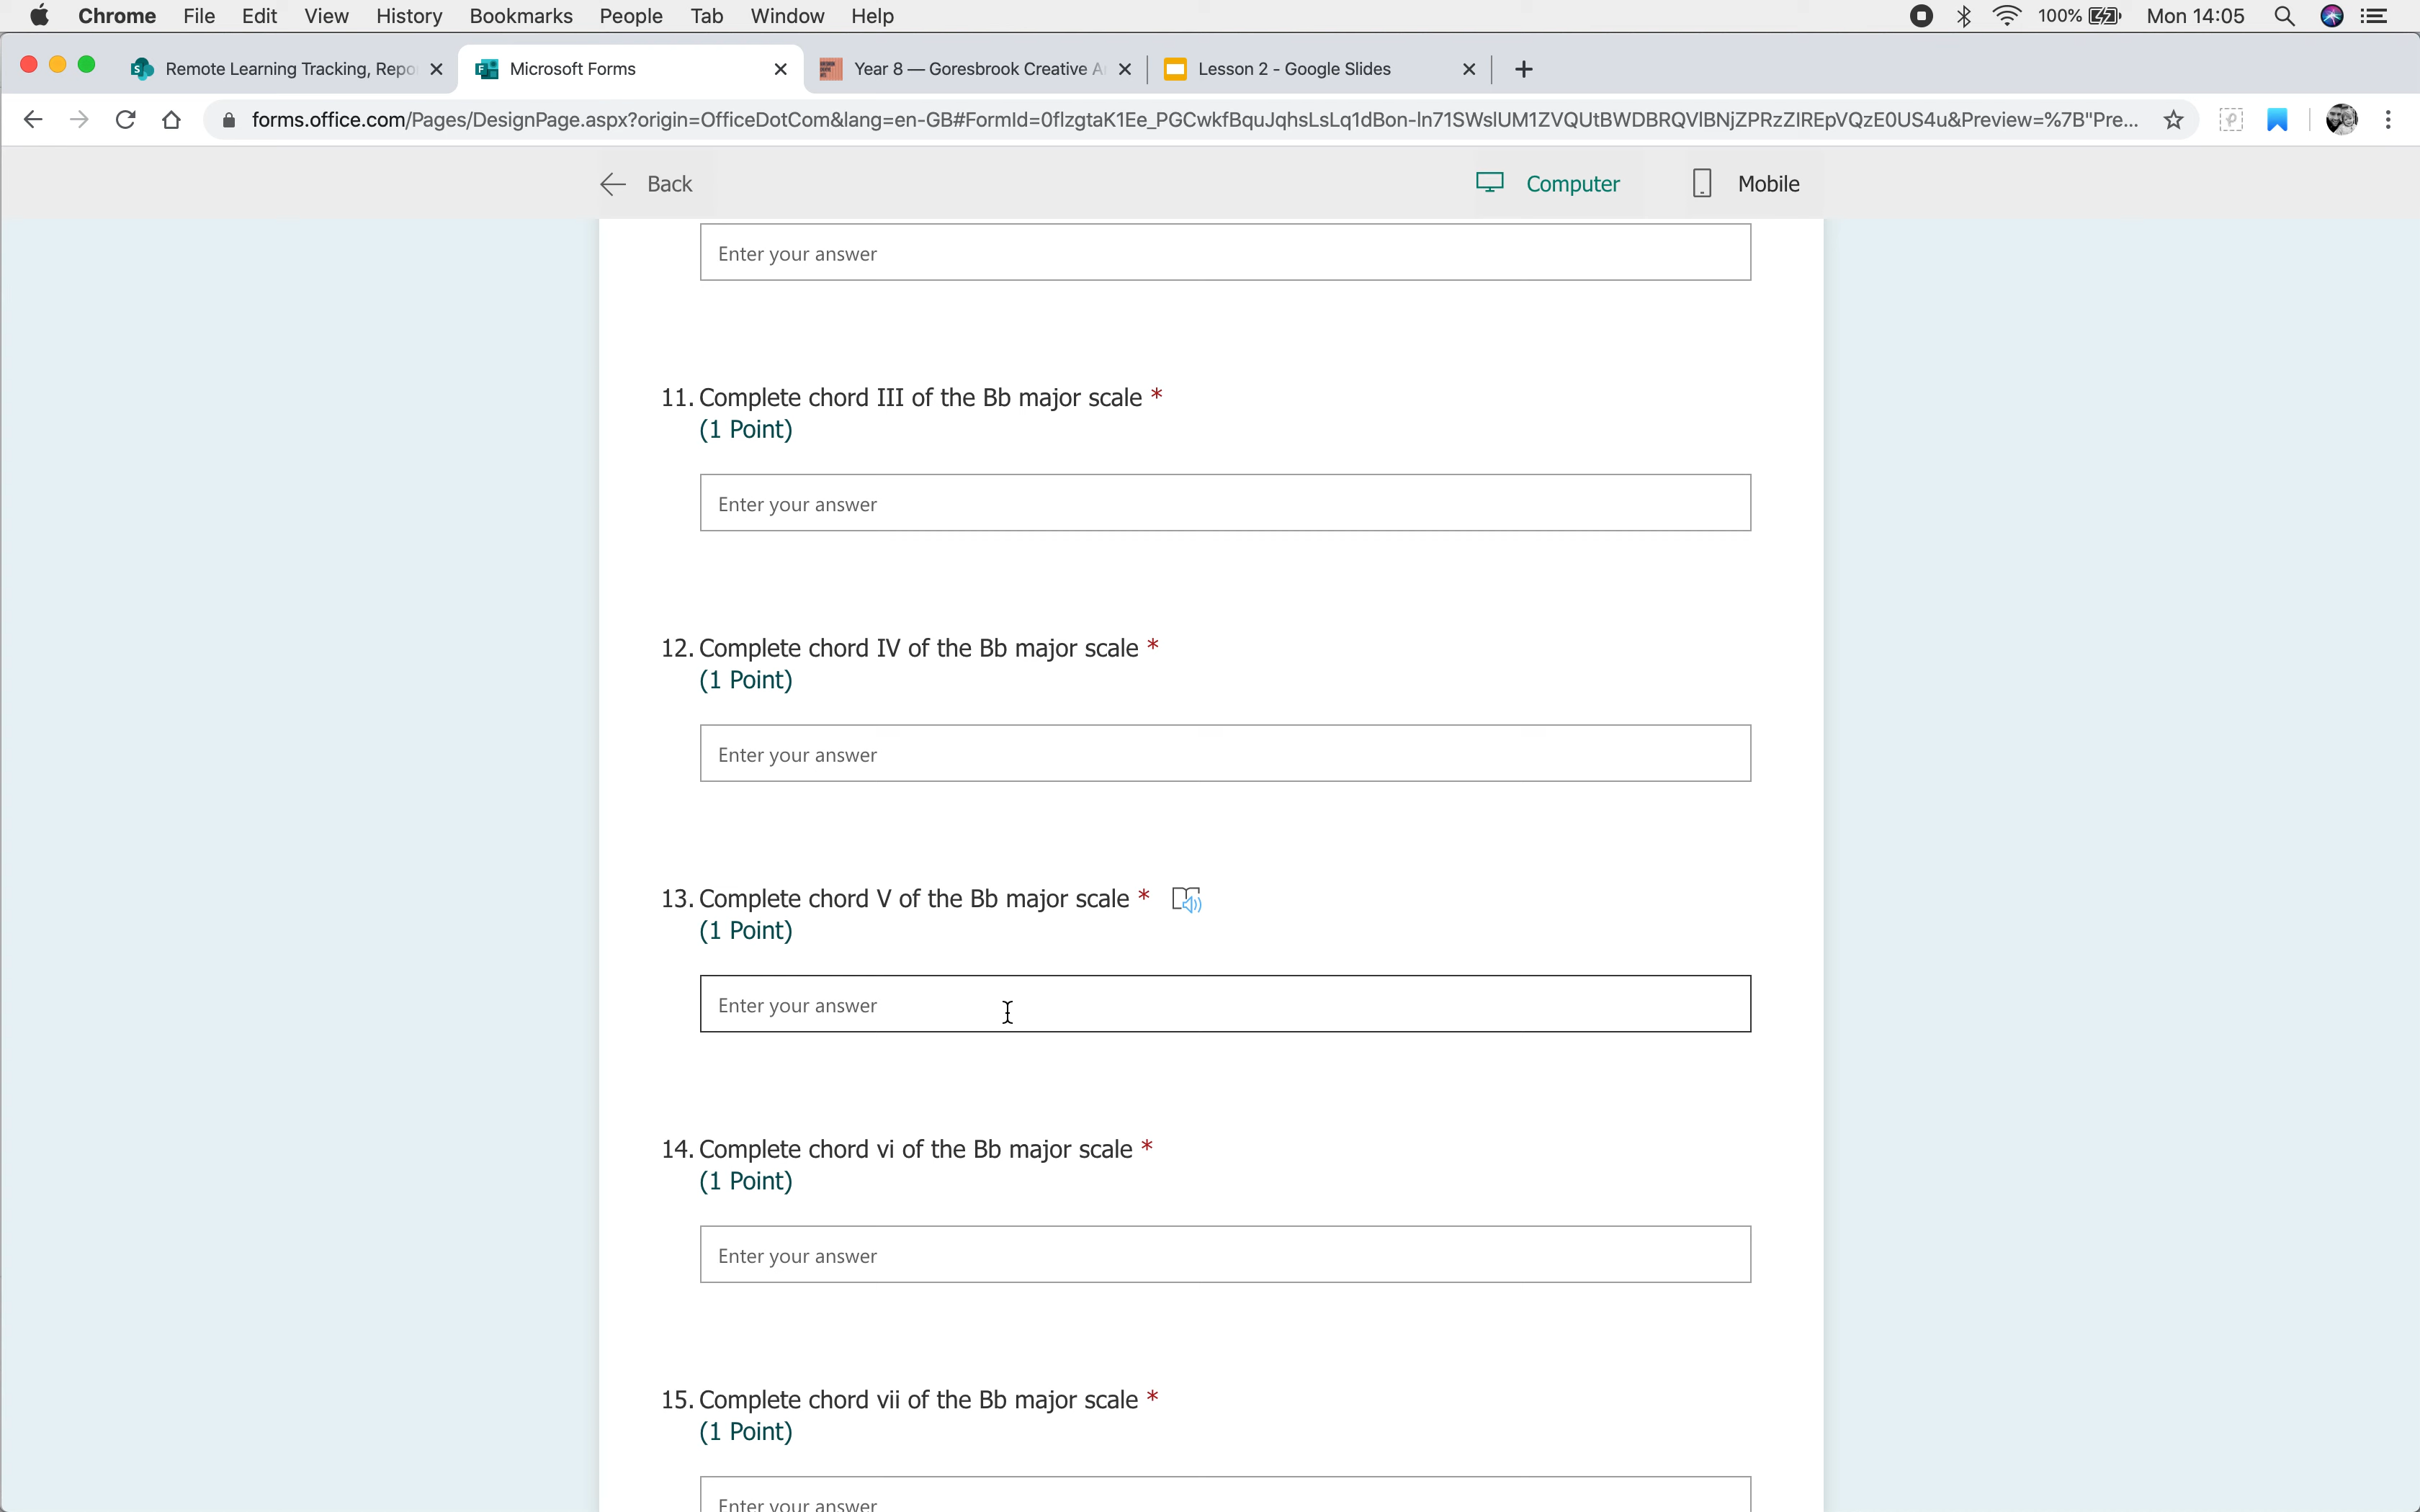 Chrome File Edit View History Bookmarks People Tab Window Help 100% Mon 14:05
Remote Learning Tracking, Repo Microsoft Forms Year 8 — Goresbrook Creative A Lesson 2 - Google Slides
forms.office.com/Pages/DesignPage.aspx?origin=OfficeDotCom&lang=en-GB#FormId=0flzgtaK1Ee_PGCwkfBquJqhsLsLq1dBon-ln71SWslUM1ZVQUtBWDBRQVlBNjZPRzZIREpVQzE0US4u&Preview=%7B"Pre...
Back Computer Mobile
Enter your answer
11. Complete chord III of the Bb major scale *
(1 Point)
Enter your answer
12. Complete chord IV of the Bb major scale *
(1 Point)
Enter your answer
13. Complete chord V of the Bb major scale *
(1 Point)
Enter your answer
14. Complete chord vi of the Bb major scale *
(1 Point)
Enter your answer
15. Complete chord vii of the Bb major scale *
(1 Point)
Enter your answer